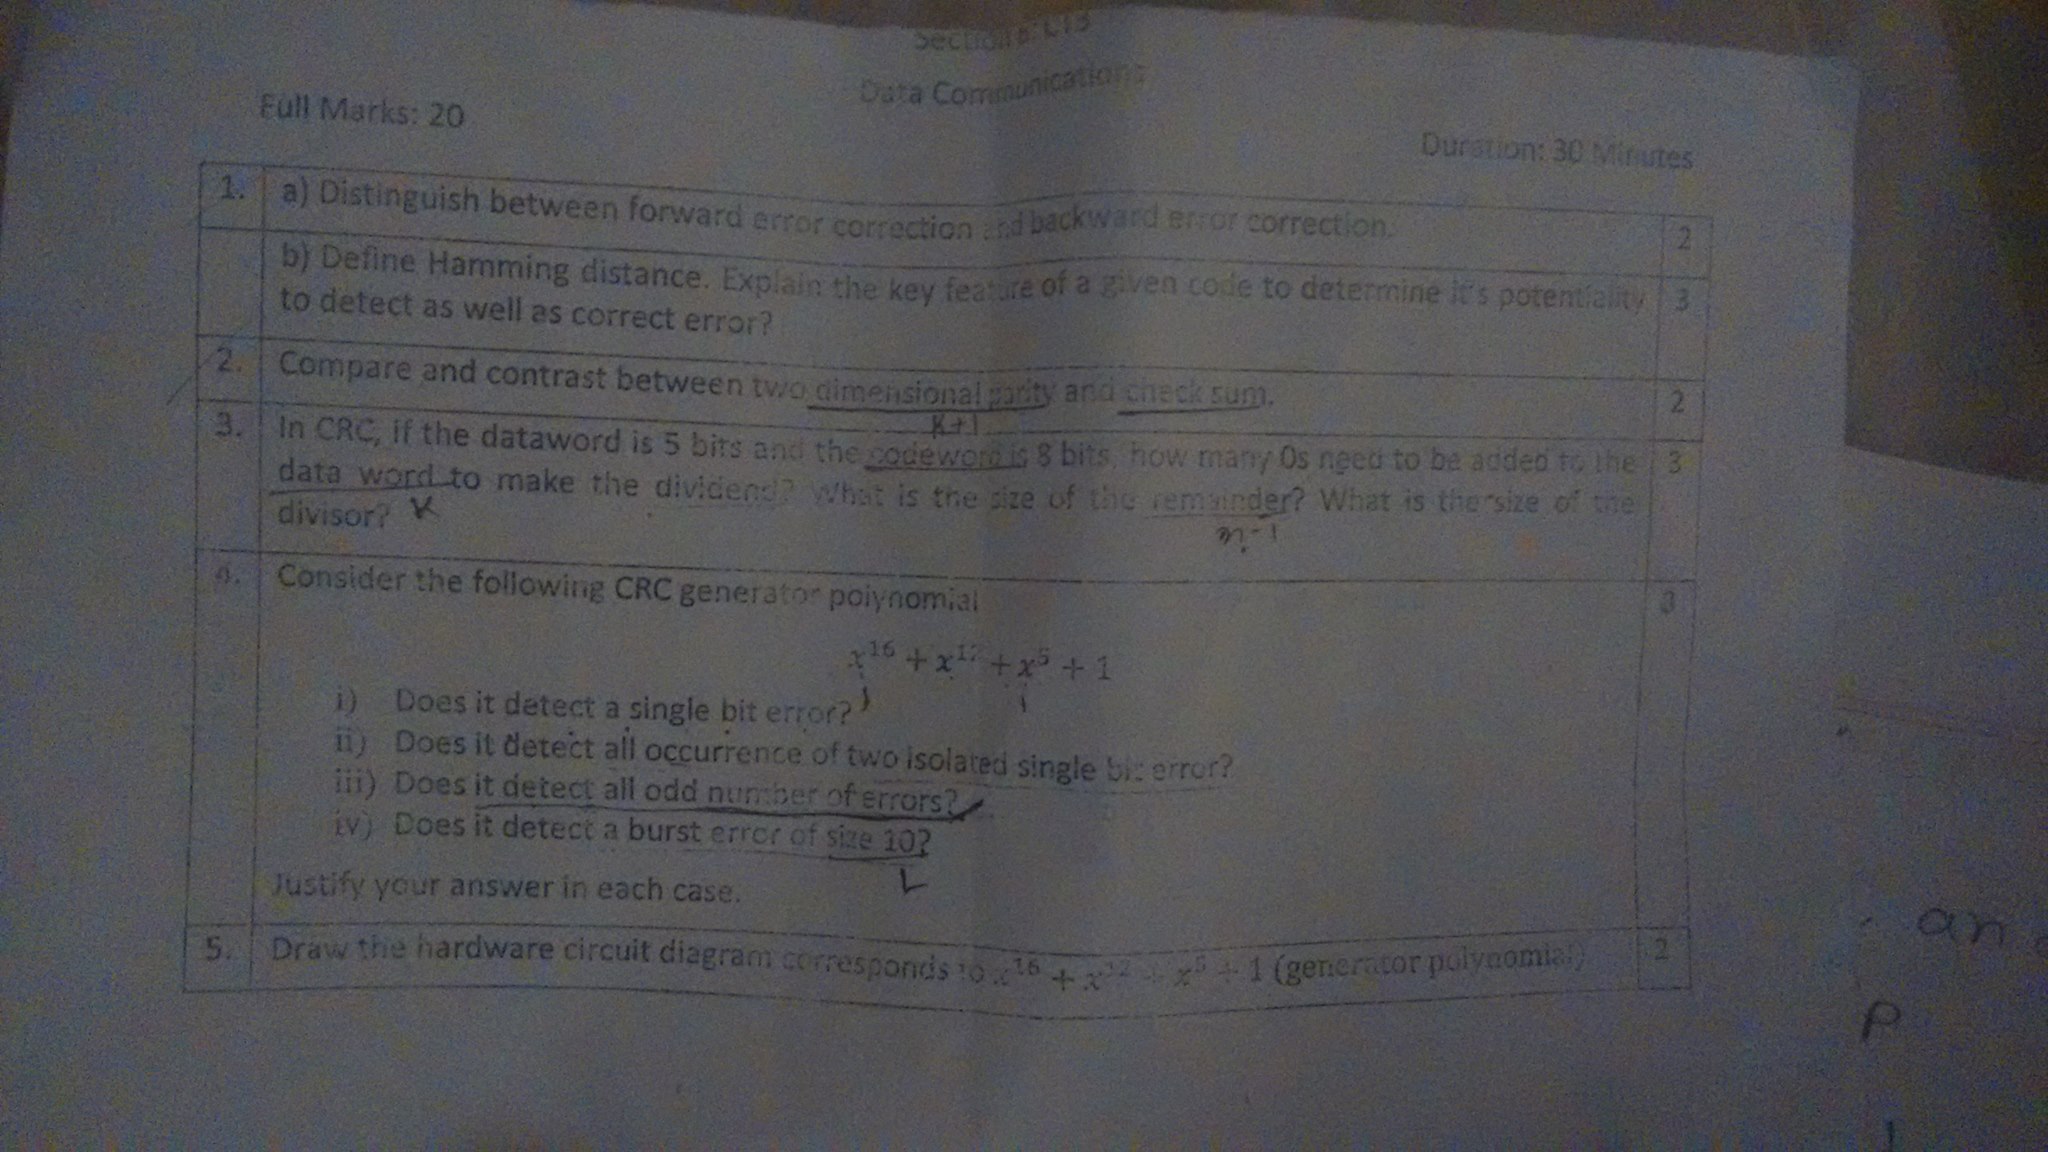 Section B: CT3
Data Communications
Full Marks: 20
Duration: 30 Minutes
1. a) Distinguish between forward error correction and backward error correction. 2
b) Define Hamming distance. Explain the key feature of a given code to determine it's potentiality 3
to detect as well as correct error?
2. Compare and contrast between two dimensional parity and check sum. 2
K+1
3. In CRC, if the dataword is 5 bits and the codeword is 8 bits, how many 0s need to be added to the 3
data word to make the dividend? What is the size of the remainder? What is the size of the
divisor? K
4. Consider the following CRC generator polynomial 3
x^16 + x^12 + x^5 + 1
i) Does it detect a single bit error?
ii) Does it detect all occurrence of two isolated single bit error?
iii) Does it detect all odd number of errors?
iv) Does it detect a burst error of size 10?
Justify your answer in each case.
5. Draw the hardware circuit diagram corresponds to x^16 + x^12 + x^5 + 1 (generator polynomial) 2
an
P